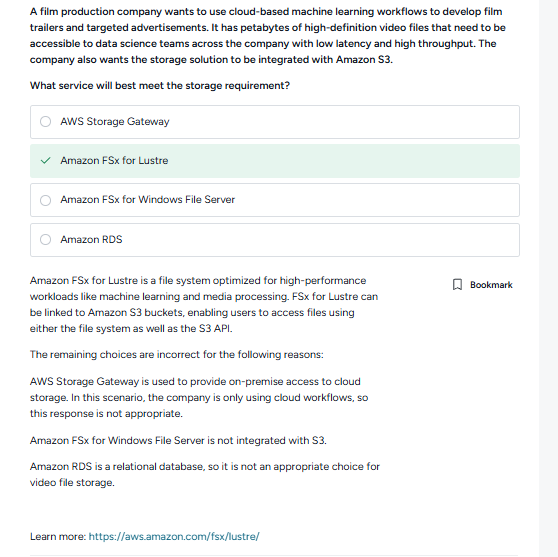 A film production company wants to use cloud-based machine learning workflows to develop film
trailers and targeted advertisements. It has petabytes of high-definition video files that need to be
accessible to data science teams across the company with low latency and high throughput. The
company also wants the storage solution to be integrated with Amazon S3.
What service will best meet the storage requirement?
AWS Storage Gateway
Amazon FSx for Lustre
Amazon FSx for Windows File Server
Amazon RDS
Amazon FSx for Lustre is a file system optimized for high-performance
workloads like machine learning and media processing. FSx for Lustre can
be linked to Amazon S3 buckets, enabling users to access files using
either the file system as well as the S3 API.
Bookmark
The remaining choices are incorrect for the following reasons:
AWS Storage Gateway is used to provide on-premise access to cloud
storage. In this scenario, the company is only using cloud workflows, so
this response is not appropriate.
Amazon FSx for Windows File Server is not integrated with S3.
Amazon RDS is a relational database, so it is not an appropriate choice for
video file storage.
Learn more: https://aws.amazon.com/fsx/lustre/